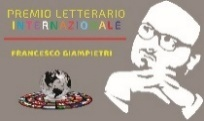 PREMIO LETTERARIO
INTERNAZIONALE
FRANCESCO GIAMPIETRI